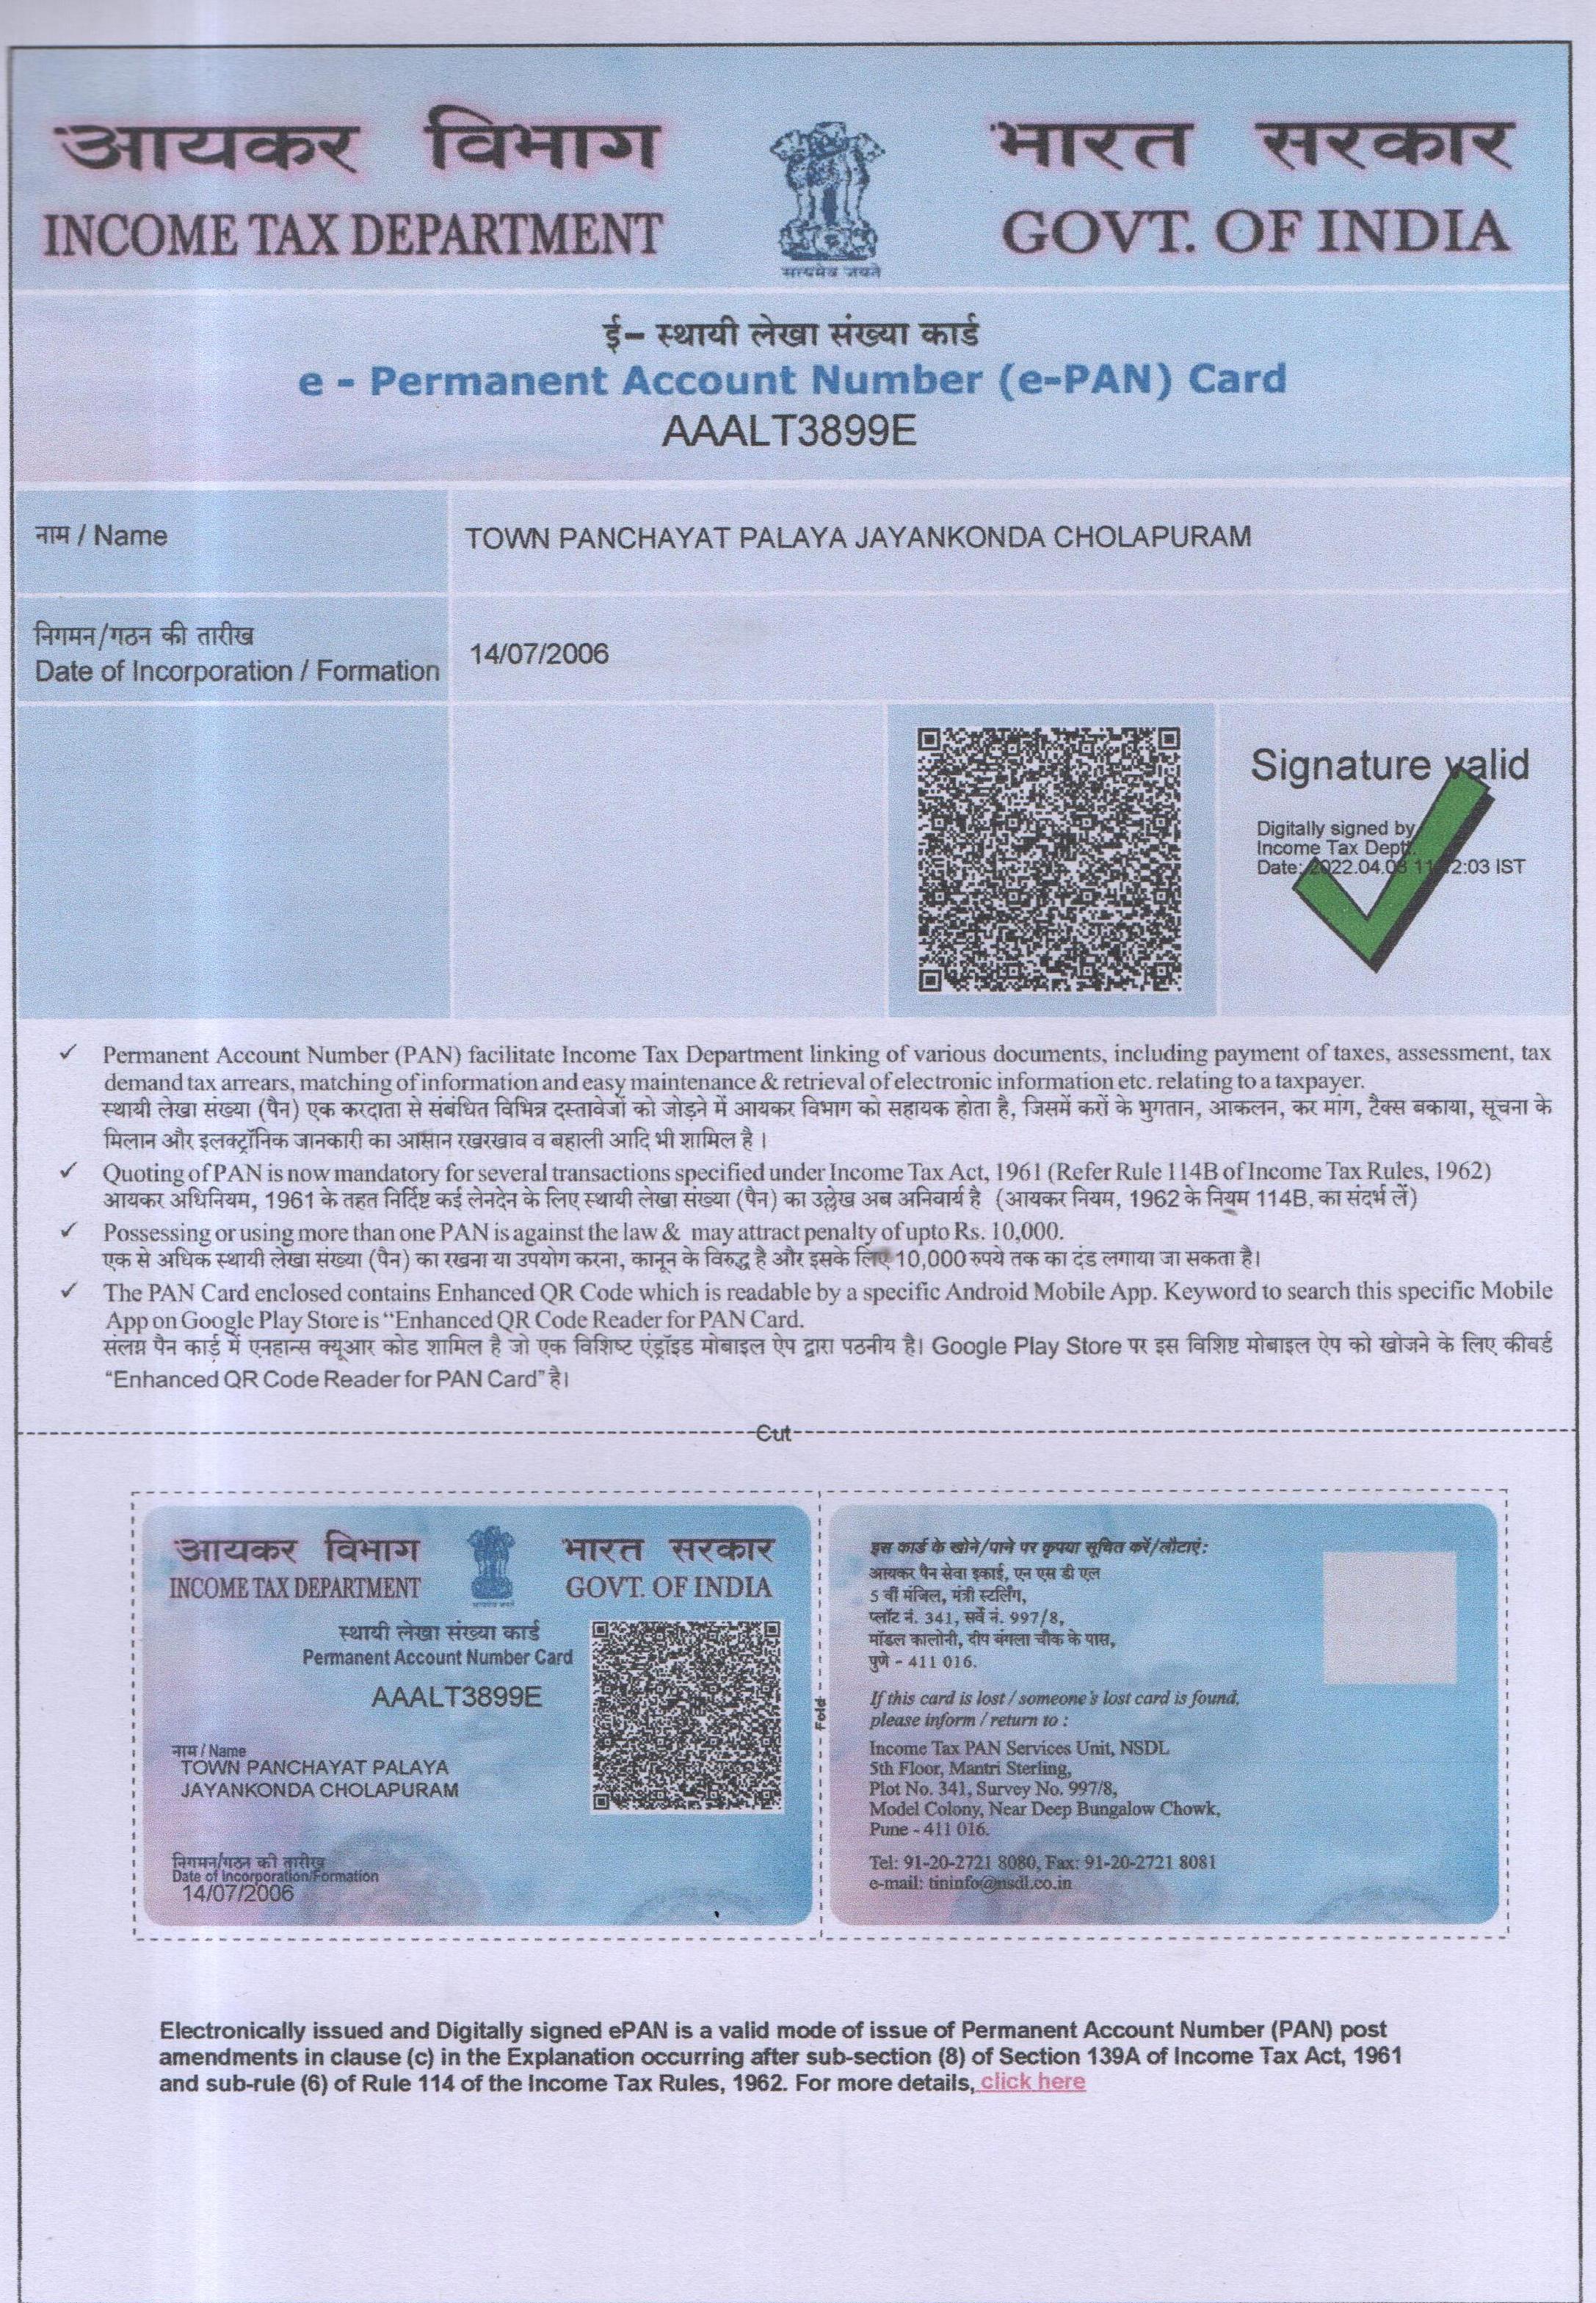 आयकर विभाग
INCOME TAX DEPARTMENT
सत्यमेव जयते
भारत सरकार
GOVT. OF INDIA
ई- स्थायी लेखा संख्या कार्ड
e - Permanent Account Number (e-PAN) Card
AAALT3899E
नाम / Name
TOWN PANCHAYAT PALAYA JAYANKONDA CHOLAPURAM
निगमन/गठन की तारीख
Date of Incorporation / Formation
14/07/2006
Signature valid
Digitally signed by
Income Tax Dept.
Date: 2022.04.0 11 2:03 IST
✓ Permanent Account Number (PAN) facilitate Income Tax Department linking of various documents, including payment of taxes, assessment, tax
demand tax arrears, matching of information and easy maintenance & retrieval of electronic information etc. relating to a taxpayer.
स्थायी लेखा संख्या (पैन) एक करदाता से संबंधित विभिन्न दस्तावेजों को जोड़ने में आयकर विभाग को सहायक होता है, जिसमें करों के भुगतान, आकलन, कर मांग, टैक्स बकाया, सूचना के
मिलान और इलक्ट्रॉनिक जानकारी का आसान रखरखाव व बहाली आदि भी शामिल है ।
✓ Quoting of PAN is now mandatory for several transactions specified under Income Tax Act, 1961 (Refer Rule 114B of Income Tax Rules, 1962)
आयकर अधिनियम, 1961 के तहत निर्दिष्ट कई लेनदेन के लिए स्थायी लेखा संख्या (पैन) का उल्लेख अब अनिवार्य है (आयकर नियम, 1962 के नियम 114B, का संदर्भ लें)
✓ Possessing or using more than one PAN is against the law & may attract penalty of upto Rs. 10,000.
एक से अधिक स्थायी लेखा संख्या (पैन) का रखना या उपयोग करना, कानून के विरुद्ध है और इसके लिए 10,000 रुपये तक का दंड लगाया जा सकता है।
✓ The PAN Card enclosed contains Enhanced QR Code which is readable by a specific Android Mobile App. Keyword to search this specific Mobile
App on Google Play Store is “Enhanced QR Code Reader for PAN Card.
संलग्न पैन कार्ड में एनहान्स क्यूआर कोड शामिल है जो एक विशिष्ट एंड्रॉइड मोबाइल ऐप द्वारा पठनीय है। Google Play Store पर इस विशिष्ट मोबाइल ऐप को खोजने के लिए कीवर्ड
“Enhanced QR Code Reader for PAN Card” है।
Cut
आयकर विभाग
INCOME TAX DEPARTMENT
भारत सरकार
GOVT. OF INDIA
स्थायी लेखा संख्या कार्ड
Permanent Account Number Card
AAALT3899E
नाम / Name
TOWN PANCHAYAT PALAYA
JAYANKONDA CHOLAPURAM
निगमन/गठन की तारीख
Date of Incorporation/Formation
14/07/2006
Fold
इस कार्ड के खोने/पाने पर कृपया सूचित करें/लौटाएं:
आयकर पैन सेवा इकाई, एन एस डी एल
5 वीं मंजिल, मंत्री स्टर्लिंग,
प्लॉट नं. 341, सर्वे नं. 997/8,
मॉडल कालोनी, दीप बंगला चौक के पास,
पुणे - 411 016.
If this card is lost / someone's lost card is found,
please inform / return to :
Income Tax PAN Services Unit, NSDL
5th Floor, Mantri Sterling,
Plot No. 341, Survey No. 997/8,
Model Colony, Near Deep Bungalow Chowk,
Pune - 411 016.
Tel: 91-20-2721 8080, Fax: 91-20-2721 8081
e-mail: tininfo@nsdl.co.in
Electronically issued and Digitally signed ePAN is a valid mode of issue of Permanent Account Number (PAN) post
amendments in clause (c) in the Explanation occurring after sub-section (8) of Section 139A of Income Tax Act, 1961
and sub-rule (6) of Rule 114 of the Income Tax Rules, 1962. For more details, click here